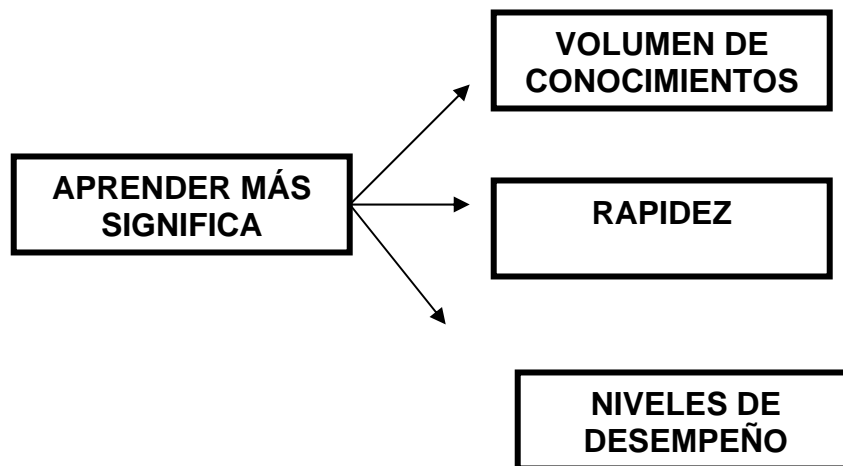 VOLUMEN DE
CONOCIMIENTOS
APRENDER MÁS
SIGNIFICA
RAPIDEZ
NIVELES DE
DESEMPEÑO